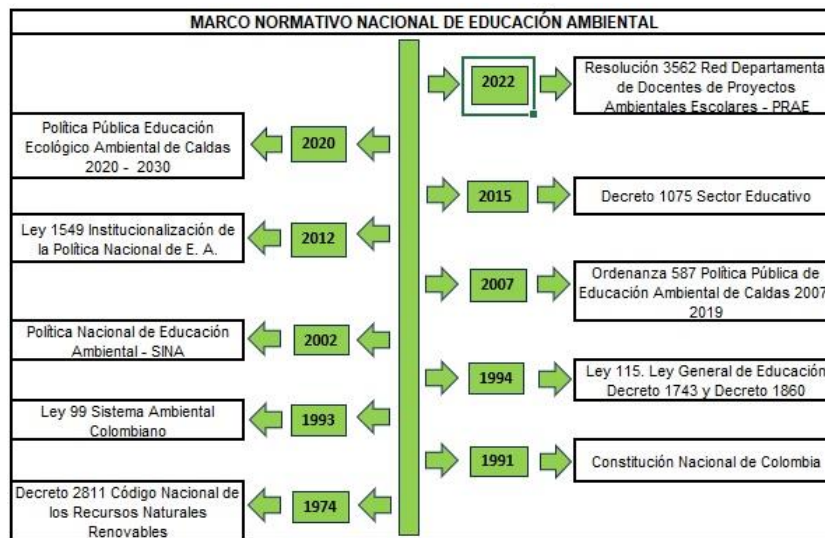 MARCO NORMATIVO NACIONAL DE EDUCACIÓN AMBIENTAL
2022
Resolución 3562 Red Departamenta
de Docentes de Proyectos
Ambientales Escolares - PRAE
Política Pública Educación
Ecológico Ambiental de Caldas
2020 - 2030
2020
2015
Decreto 1075 Sector Educativo
Ley 1549 Institucionalización de
la Política Nacional de E. A.
2012
2007
Ordenanza 587 Política Pública de
Educación Ambiental de Caldas 2007
2019
Política Nacional de Educación
Ambiental - SINA
2002
1994
Ley 115. Ley General de Educación
Decreto 1743 y Decreto 1860
Ley 99 Sistema Ambiental
Colombiano
1993
1991
Constitución Nacional de Colombia
Decreto 2811 Código Nacional de
los Recursos Naturales
Renovables
1974